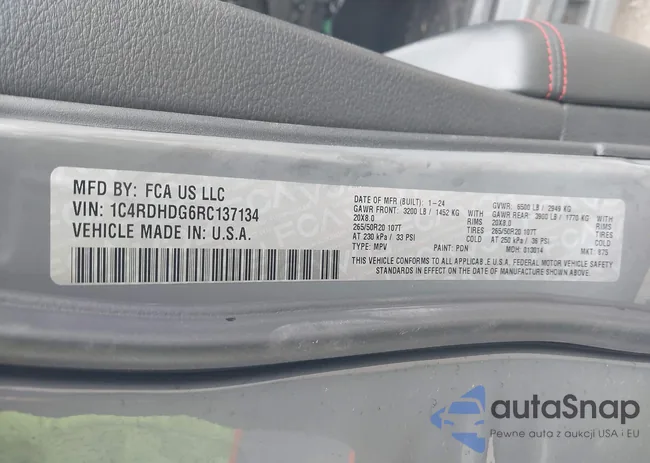 MFD BY: FCA US LLC
VIN: 1C4RDHDG6RC137134
VEHICLE MADE IN: U.S.A.
DATE OF MFR (BUILT): 1-24 GVWR: 6500 LB / 2949 KG
GAWR FRONT: 3200 LB / 1452 KG GAWR REAR: 3900 LB / 1770 KG
20X8.0 RIMS 20X8.0 RIMS
265/50R20 107T TIRES 265/50R20 107T TIRES
AT 230 kPa / 33 PSI COLD AT 250 kPa / 36 PSI COLD
TYPE: MPV PAINT: PDN MDH: 013014 MKT: 875
THIS VEHICLE CONFORMS TO ALL APPLICAB .E U.S.A. FEDERAL MOTOR VEHICLE SAFETY
STANDARDS IN EFFECT ON THE DATE OF MANUFACTURE SHOWN ABOVE.
autaSnap
Pewne auta z aukcji USA i EU